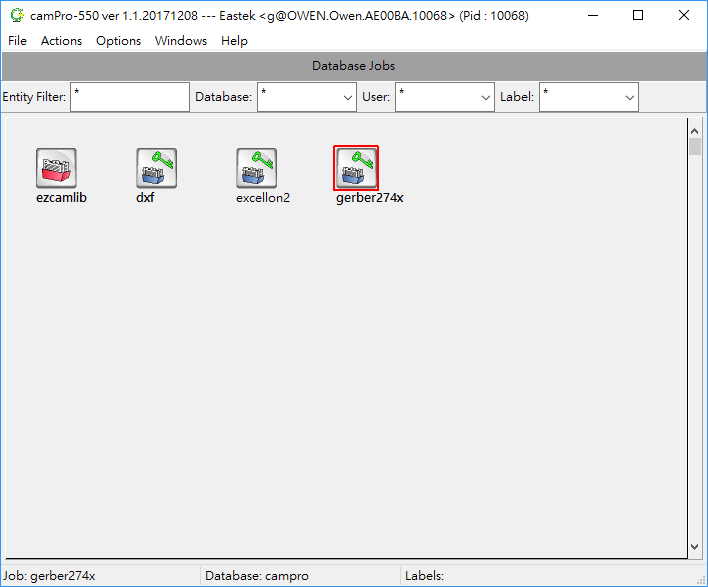 camPro-550 ver 1.1.20171208 --- Eastek <g@OWEN.Owen.AE00BA.10068> (Pid : 10068)
File Actions Options Windows Help
Database Jobs
Entity Filter: * Database: * User: * Label: *
ezcamlib dxf excellon2 gerber274x
Job: gerber274x Database: campro Labels: